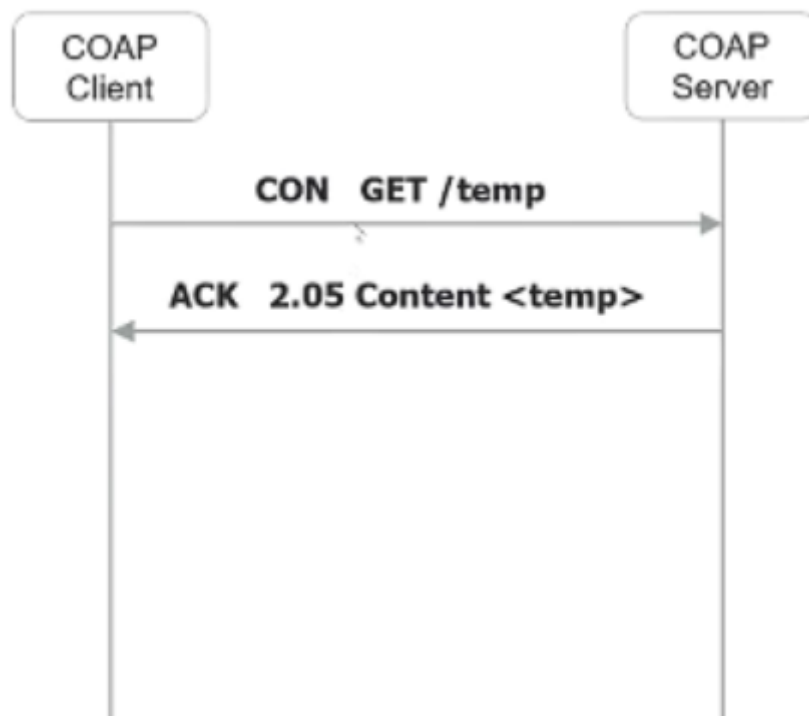 COAP
Client
COAP
Server
CON GET /temp
ACK 2.05 Content <temp>